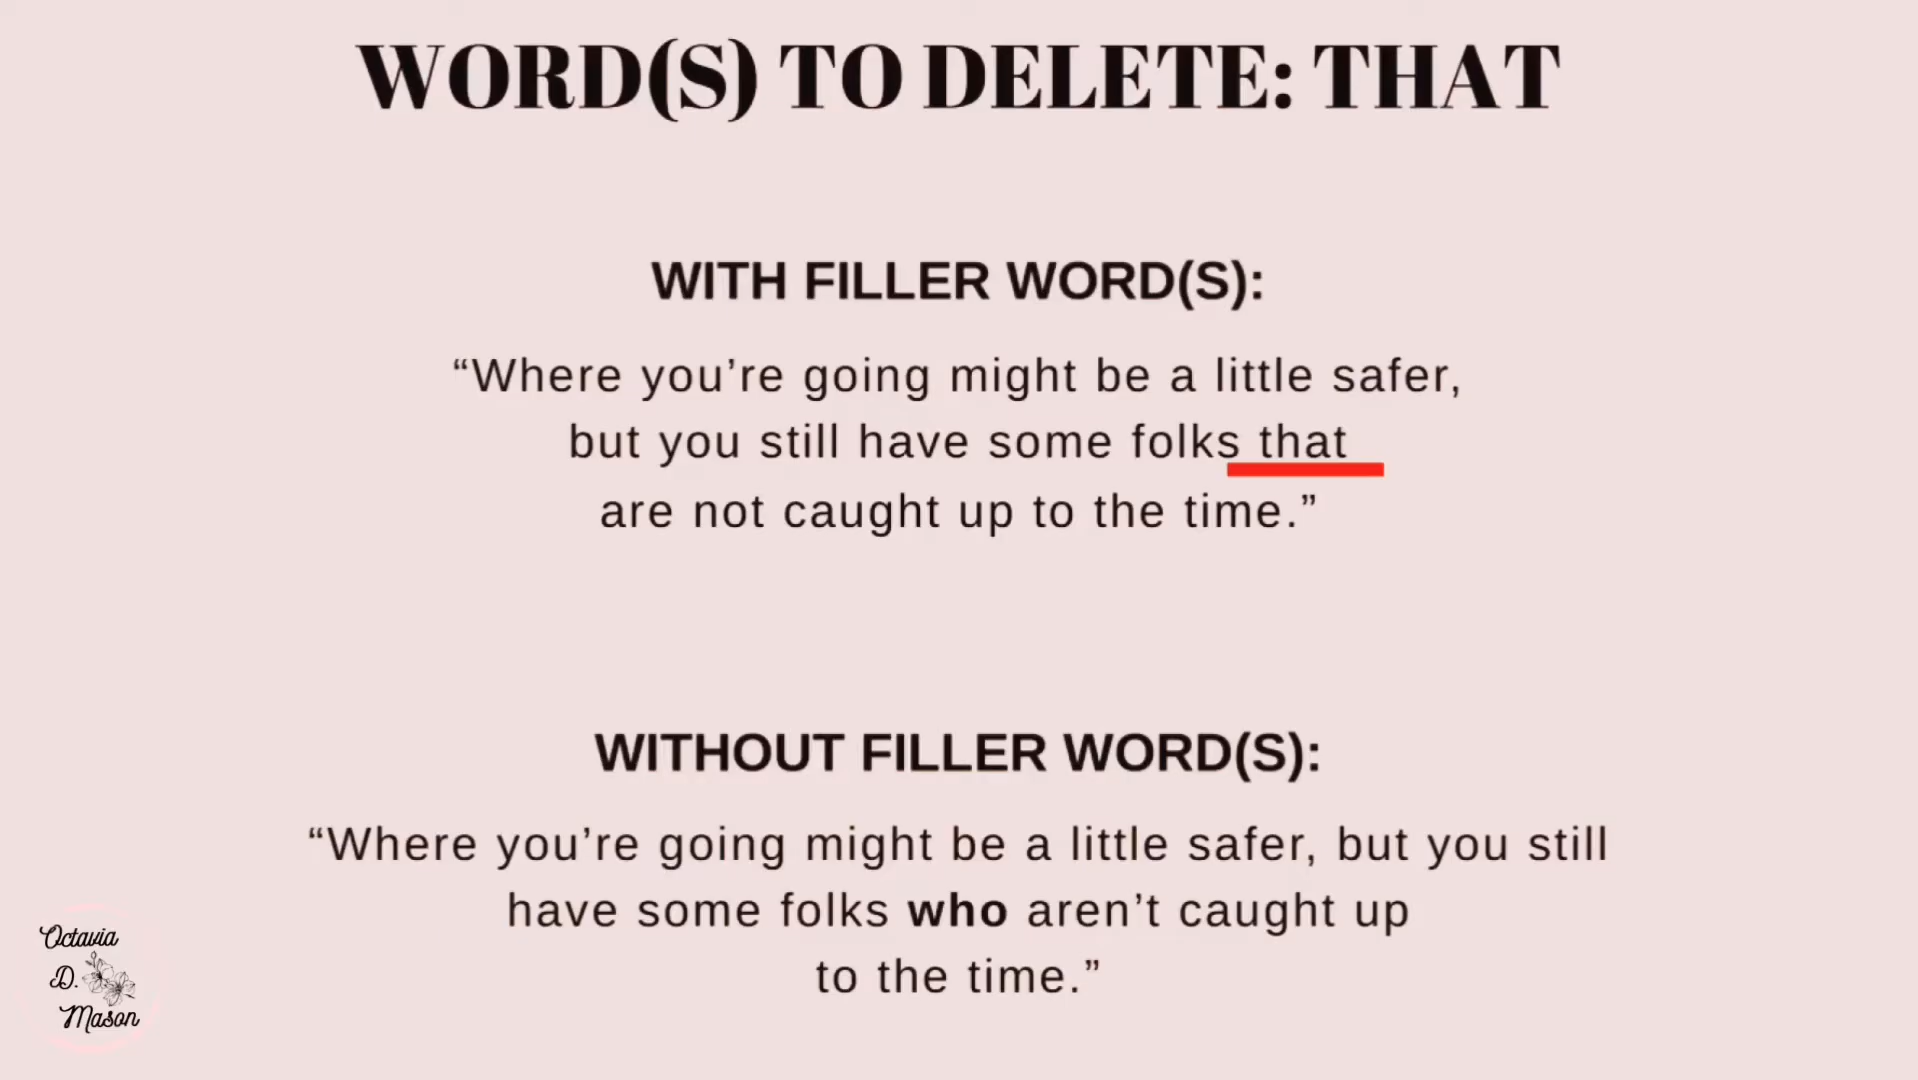 WORD(S) TO DELETE: THAT
WITH FILLER WORD(S):
“Where you’re going might be a little safer,
but you still have some folks that
are not caught up to the time.”
WITHOUT FILLER WORD(S):
“Where you’re going might be a little safer, but you still
have some folks who aren’t caught up
to the time.”
Octavia
D.
Mason